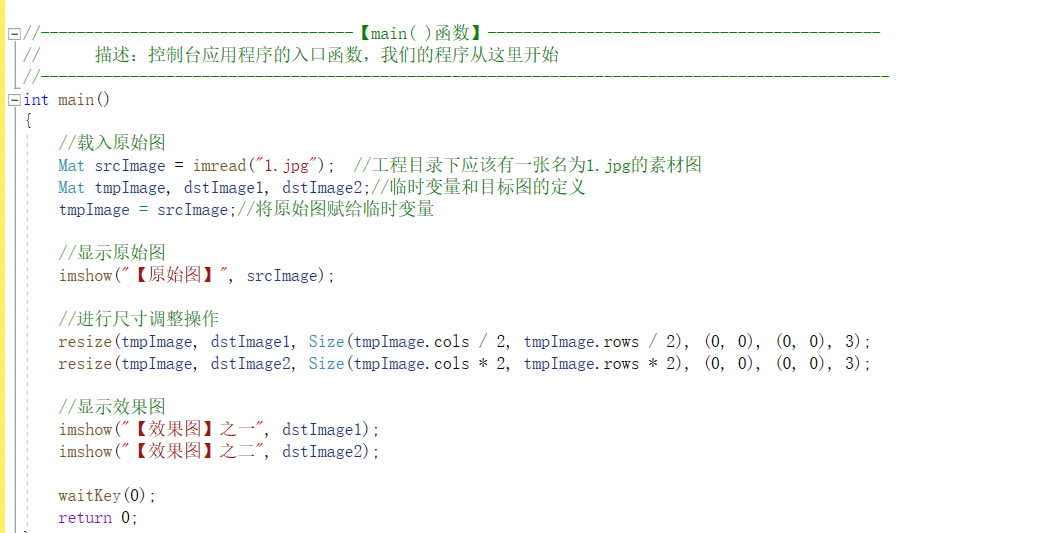 //-----------------------------------【main( )函数】--------------------------------------------
//      描述：控制台应用程序的入口函数，我们的程序从这里开始
//-----------------------------------------------------------------------------------------------
int main()
{
    //载入原始图
    Mat srcImage = imread("1.jpg");  //工程目录下应该有一张名为1.jpg的素材图
    Mat tmpImage, dstImage1, dstImage2;//临时变量和目标图的定义
    tmpImage = srcImage;//将原始图赋给临时变量
    //显示原始图
    imshow("【原始图】", srcImage);
    //进行尺寸调整操作
    resize(tmpImage, dstImage1, Size(tmpImage.cols / 2, tmpImage.rows / 2), (0, 0), (0, 0), 3);
    resize(tmpImage, dstImage2, Size(tmpImage.cols * 2, tmpImage.rows * 2), (0, 0), (0, 0), 3);
    //显示效果图
    imshow("【效果图】之一", dstImage1);
    imshow("【效果图】之二", dstImage2);
    waitKey(0);
    return 0;